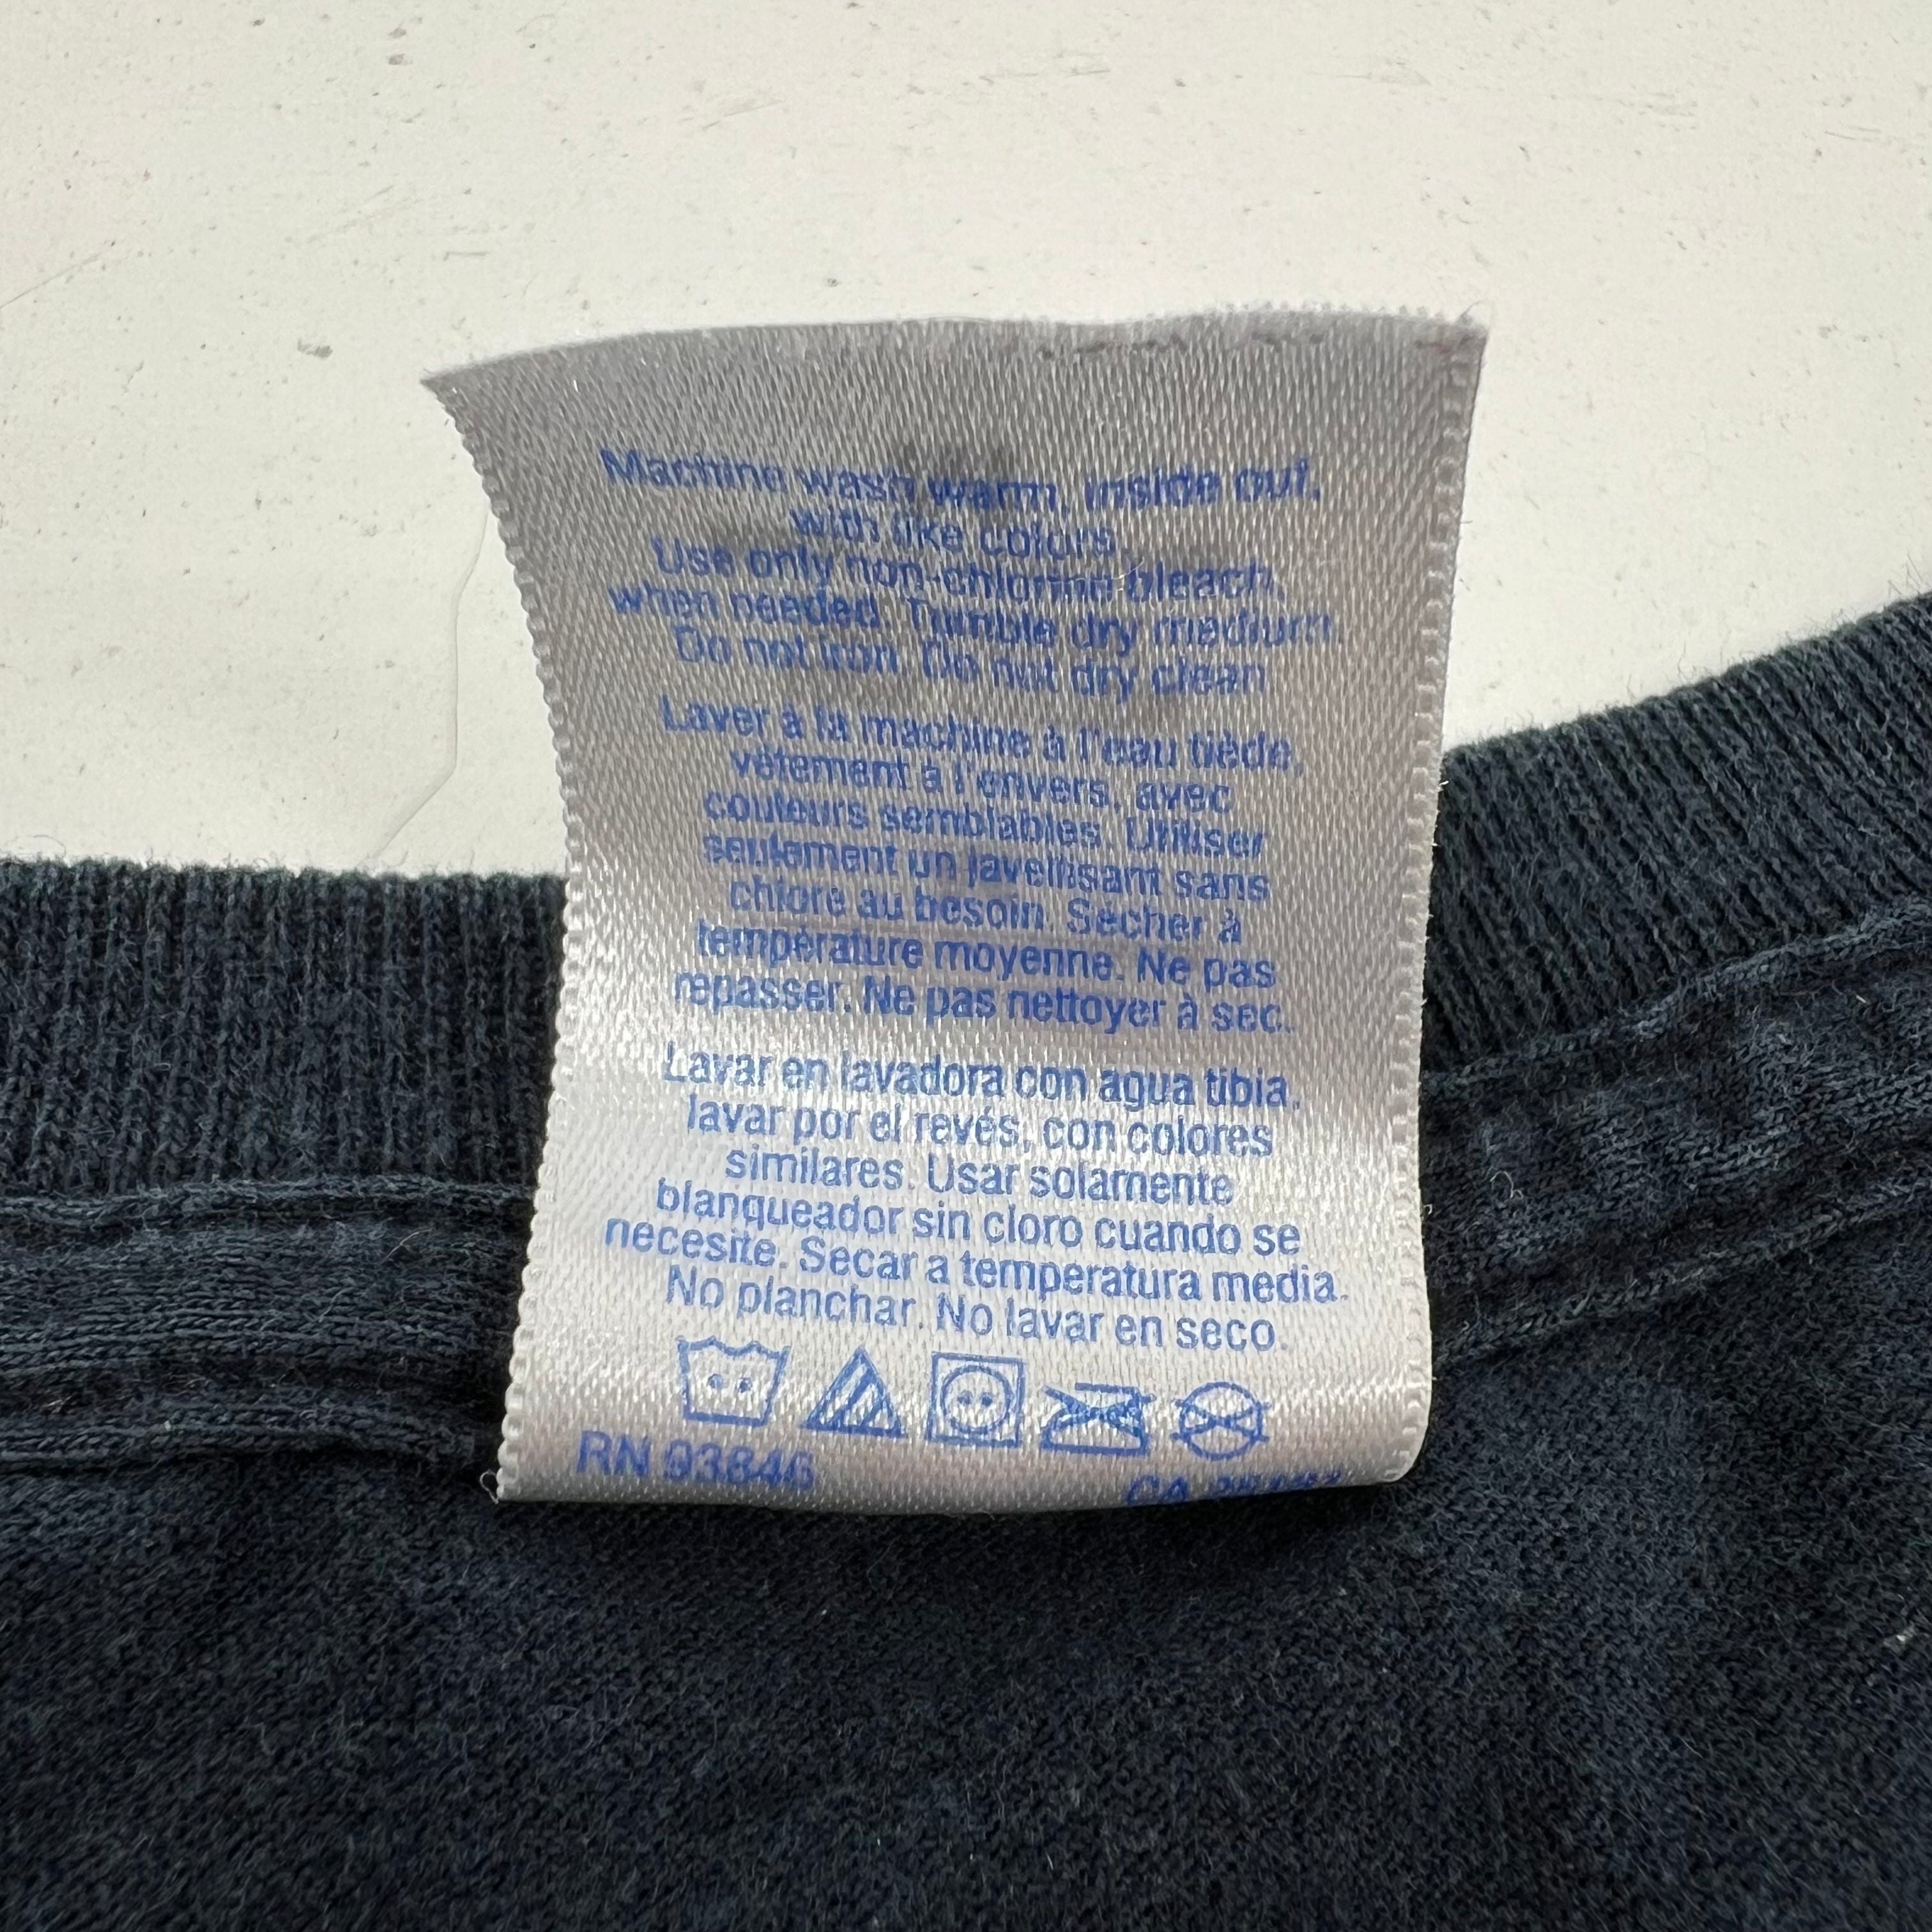 Machine wash warm, inside out,
with like colors.
Use only non-chlorine bleach,
when needed. Tumble dry medium.
Do not iron. Do not dry clean
Laver à la machine à l'eau tiède,
vêtement à l'envers, avec
couleurs semblables. Utiliser
seulement un javellisant sans
chlore au besoin. Sécher à
température moyenne. Ne pas
repasser. Ne pas nettoyer à sec.
Lavar en lavadora con agua tibia,
lavar por el revés, con colores
similares. Usar solamente
blanqueador sin cloro cuando se
necesite. Secar a temperatura media.
No planchar. No lavar en seco.
RN 93846
CA